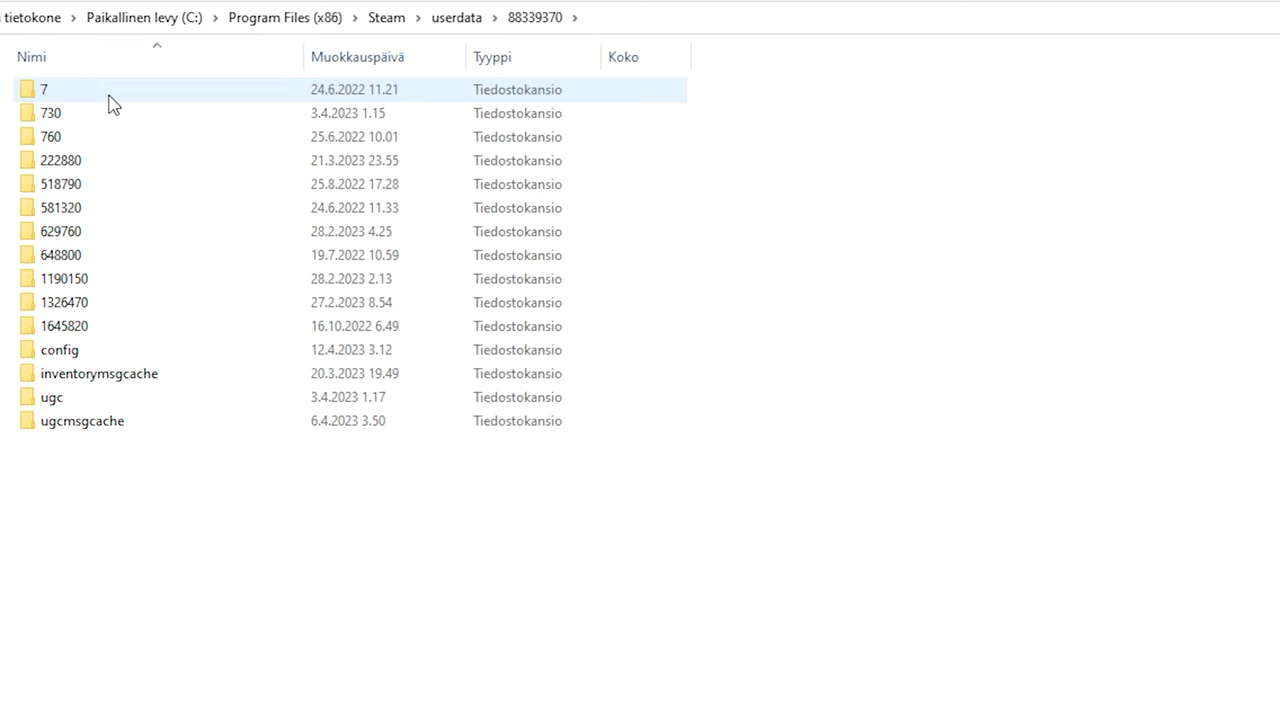 tietokone > Paikallinen levy (C:) > Program Files (x86) > Steam > userdata > 88339370 >
Nimi Muokkauspäivä Tyyppi Koko
7 24.6.2022 11.21 Tiedostokansio
730 3.4.2023 1.15 Tiedostokansio
760 25.6.2022 10.01 Tiedostokansio
222880 21.3.2023 23.55 Tiedostokansio
518790 25.8.2022 17.28 Tiedostokansio
581320 24.6.2022 11.33 Tiedostokansio
629760 28.2.2023 4.25 Tiedostokansio
648800 19.7.2022 10.59 Tiedostokansio
1190150 28.2.2023 2.13 Tiedostokansio
1326470 27.2.2023 8.54 Tiedostokansio
1645820 16.10.2022 6.49 Tiedostokansio
config 12.4.2023 3.12 Tiedostokansio
inventorymsgcache 20.3.2023 19.49 Tiedostokansio
ugc 3.4.2023 1.17 Tiedostokansio
ugcmsgcache 6.4.2023 3.50 Tiedostokansio